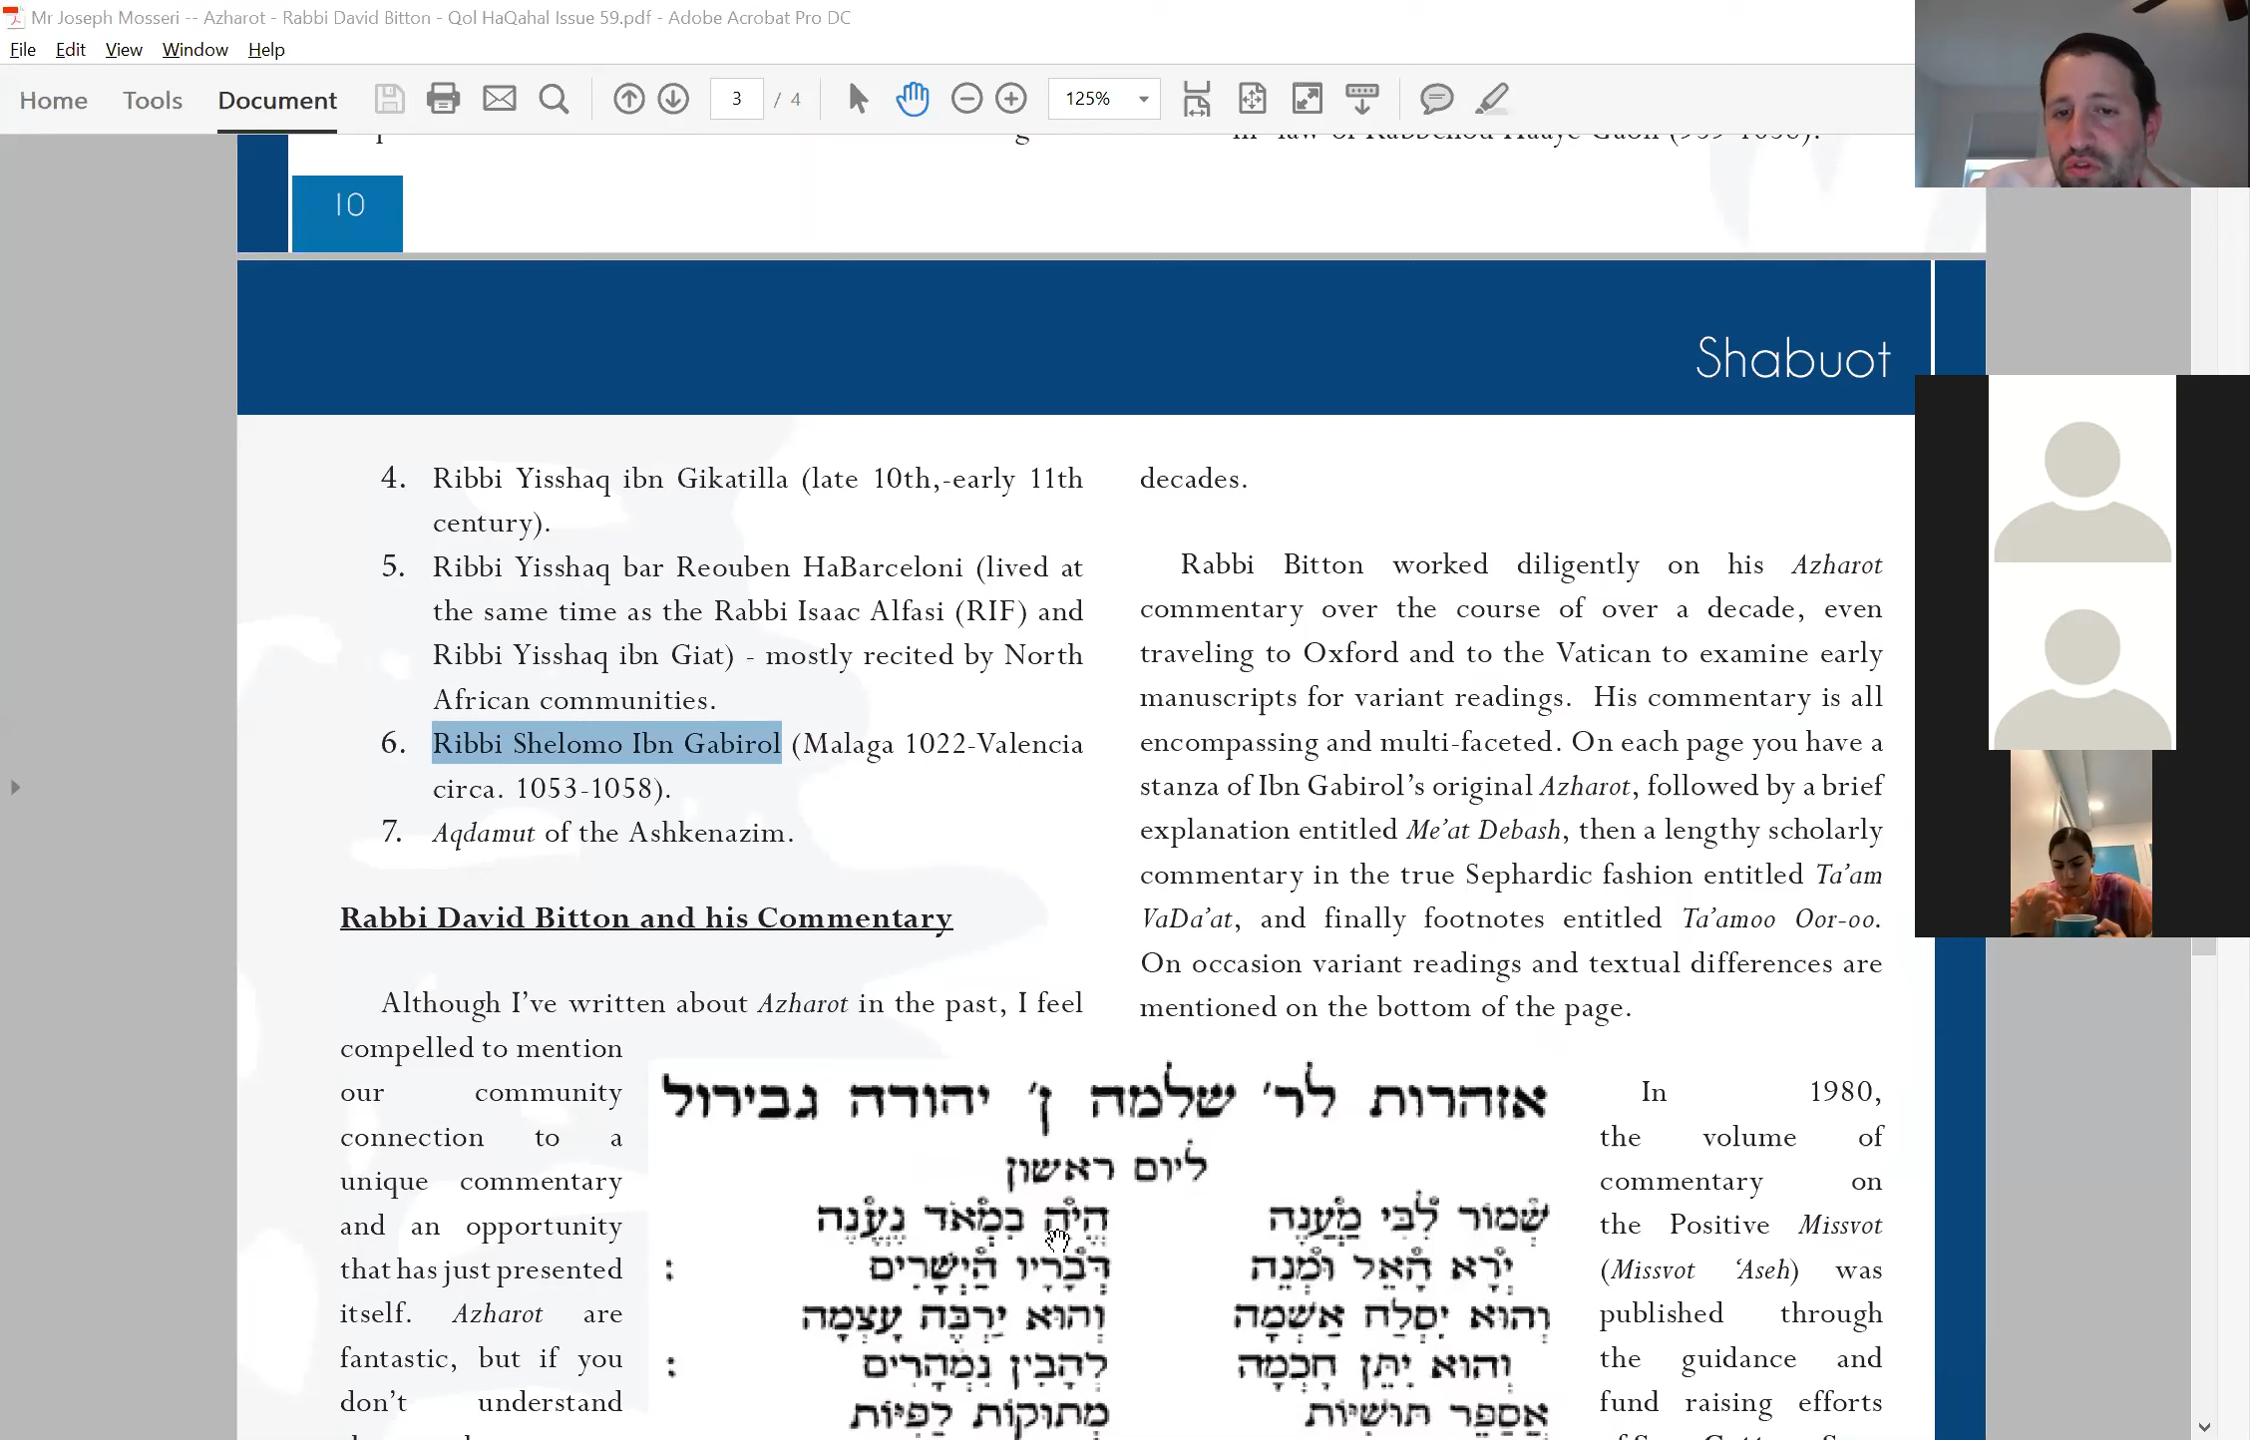 Mr Joseph Mosseri -- Azharot - Rabbi David Bitton - Qol HaQahal Issue 59.pdf - Adobe Acrobat Pro DC
File Edit View Window Help
Home Tools Document 3 / 4 125%
in- law of Rabbenou Haaye Gaon (939-1038).
10
Shabuot
4. Ribbi Yisshaq ibn Gikatilla (late 10th,-early 11th
century).
5. Ribbi Yisshaq bar Reouben HaBarceloni (lived at
the same time as the Rabbi Isaac Alfasi (RIF) and
Ribbi Yisshaq ibn Giat) - mostly recited by North
African communities.
6. Ribbi Shelomo Ibn Gabirol (Malaga 1022-Valencia
circa. 1053-1058).
7. Aqdamut of the Ashkenazim.
Rabbi David Bitton and his Commentary
Although I've written about Azharot in the past, I feel
compelled to mention
our community
connection to a
unique commentary
and an opportunity
that has just presented
itself. Azharot are
fantastic, but if you
don't understand
decades.
Rabbi Bitton worked diligently on his Azharot
commentary over the course of over a decade, even
traveling to Oxford and to the Vatican to examine early
manuscripts for variant readings. His commentary is all
encompassing and multi-faceted. On each page you have a
stanza of Ibn Gabirol's original Azharot, followed by a brief
explanation entitled Me'at Debash, then a lengthy scholarly
commentary in the true Sephardic fashion entitled Ta'am
VaDa'at, and finally footnotes entitled Ta'amoo Oor-oo.
On occasion variant readings and textual differences are
mentioned on the bottom of the page.
אזהרות לר' שלמה ן' יהודה גבירול
ליום ראשון
שְׁמוֹר לִבִּי מַֽעֲנֶה הֱיֵה בִמְאֹד נַֽעֲנֶה
יְרָא הָאֵל וּמְנֵה דְּבָרָיו הַיְשָׁרִים :
וְהוּא יִסְלַח אַשְׁמָה וְהוּא יַרְבֶּה עָצְמָה
וְהוּא יִתֵּן חָכְמָה לְהָבִין נִמְהָרִים :
אֲסַפֵּר תּוּשִׁיּוֹת מְתוּקוֹת לַפִּיּוֹת
In 1980,
the volume of
commentary on
the Positive Missvot
(Missvot 'Aseh) was
published through
the guidance and
fund raising efforts